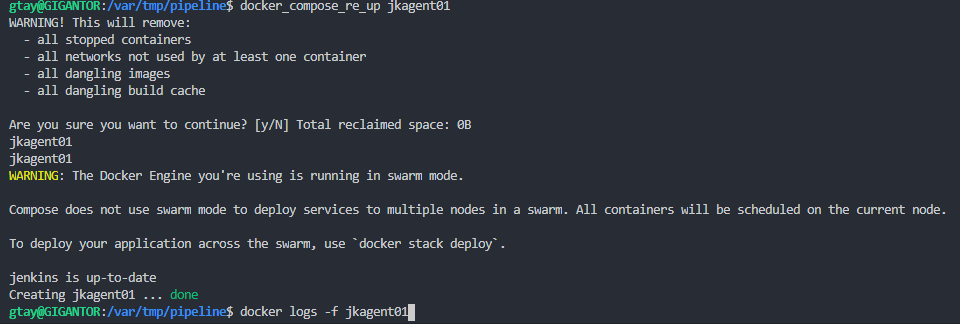 gtay@GIGANTOR:/var/tmp/pipeline$ docker_compose_re_up jkagent01
WARNING! This will remove:
  - all stopped containers
  - all networks not used by at least one container
  - all dangling images
  - all dangling build cache

Are you sure you want to continue? [y/N] Total reclaimed space: 0B
jkagent01
jkagent01
WARNING: The Docker Engine you're using is running in swarm mode.

Compose does not use swarm mode to deploy services to multiple nodes in a swarm. All containers will be scheduled on the current node.

To deploy your application across the swarm, use `docker stack deploy`.

jenkins is up-to-date
Creating jkagent01 ... done
gtay@GIGANTOR:/var/tmp/pipeline$ docker logs -f jkagent01